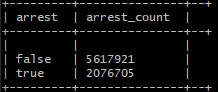 +---------+---------------+--+
| arrest | arrest_count |
+---------+---------------+--+
| | |
| false | 5617921 |
| true | 2076705 |
+---------+---------------+--+